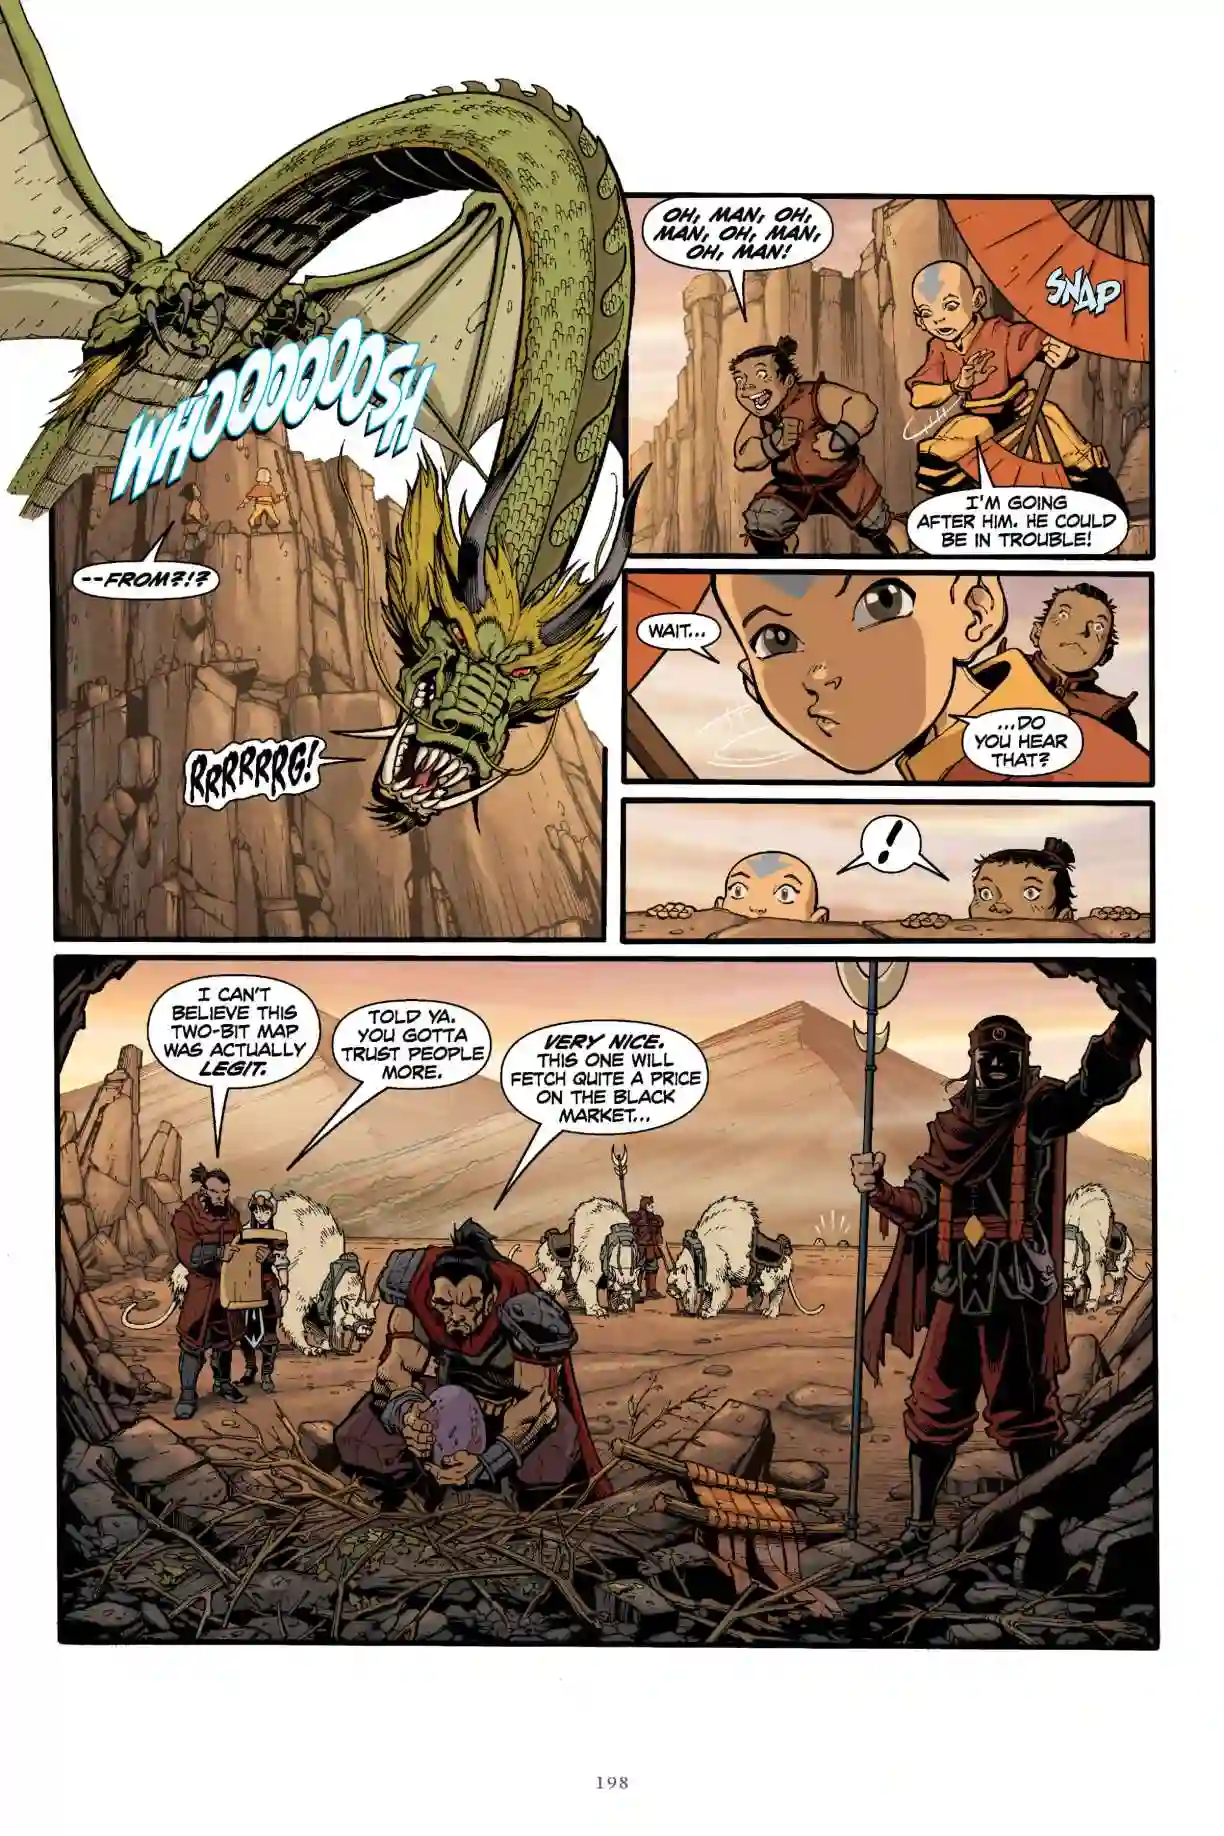 WHOOOOOOSH
--FROM?!?
RRRRRRG!
OH, MAN, OH,
MAN, OH, MAN,
OH, MAN!
SNAP
I'M GOING
AFTER HIM. HE COULD
BE IN TROUBLE!
WAIT...
...DO
YOU HEAR
THAT?
!
I CAN'T
BELIEVE THIS
TWO-BIT MAP
WAS ACTUALLY
LEGIT.
TOLD YA.
YOU GOTTA
TRUST PEOPLE
MORE.
VERY NICE.
THIS ONE WILL
FETCH QUITE A PRICE
ON THE BLACK
MARKET...
198